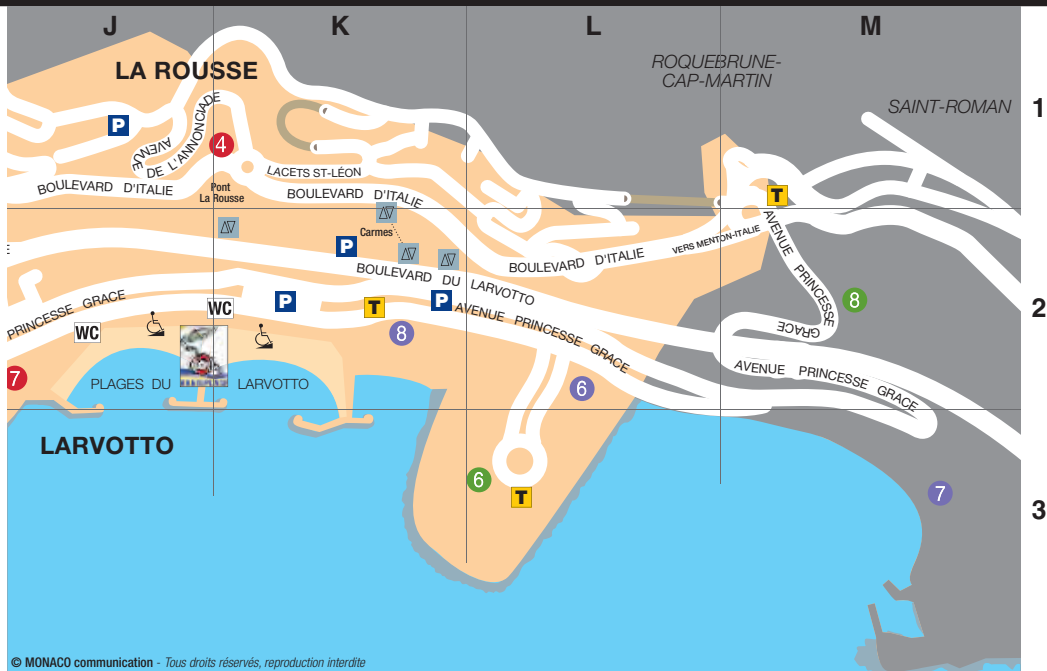 J
K
L
M
ROQUEBRUNE-
CAP-MARTIN
LA ROUSSE
SAINT-ROMAN
1
P
4
AVENUE
DE L'ANNONCIADE
LACETS ST-LÉON
BOULEVARD D'ITALIE
Pont
La Rousse
BOULEVARD D'ITALIE
T
Carmes
P
VERS MENTON-ITALIE
AVENUE PRINCESSE
GRACE
E
BOULEVARD D'ITALIE
BOULEVARD DU LARVOTTO
PRINCESSE GRACE
WC
P
T
P
AVENUE PRINCESSE GRACE
8
2
WC
8
7
PLAGES DU LARVOTTO
6
AVENUE PRINCESSE GRACE
LARVOTTO
6
T
7
3
© MONACO communication - Tous droits réservés, reproduction interdite